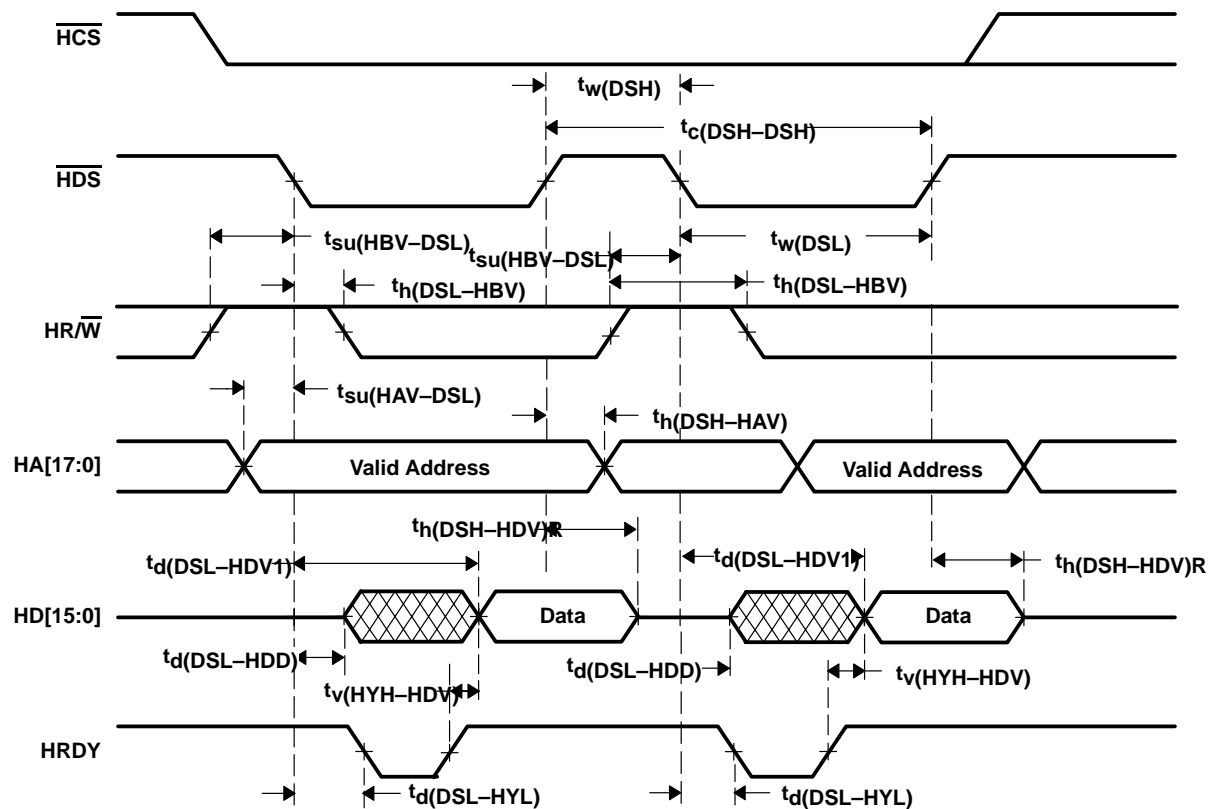 HCS
tw(DSH)
tc(DSH–DSH)
HDS
tsu(HBV–DSL)
tw(DSL)
tsu(HBV–DSL)
th(DSL–HBV)
th(DSL–HBV)
HR/W
tsu(HAV–DSL)
th(DSH–HAV)
HA[17:0]
Valid Address
Valid Address
th(DSH–HDV)R
td(DSL–HDV1)
td(DSL–HDV1)
th(DSH–HDV)R
HD[15:0]
Data
Data
td(DSL–HDD)
td(DSL–HDD)
tv(HYH–HDV)
tv(HYH–HDV)
HRDY
td(DSL–HYL)
td(DSL–HYL)